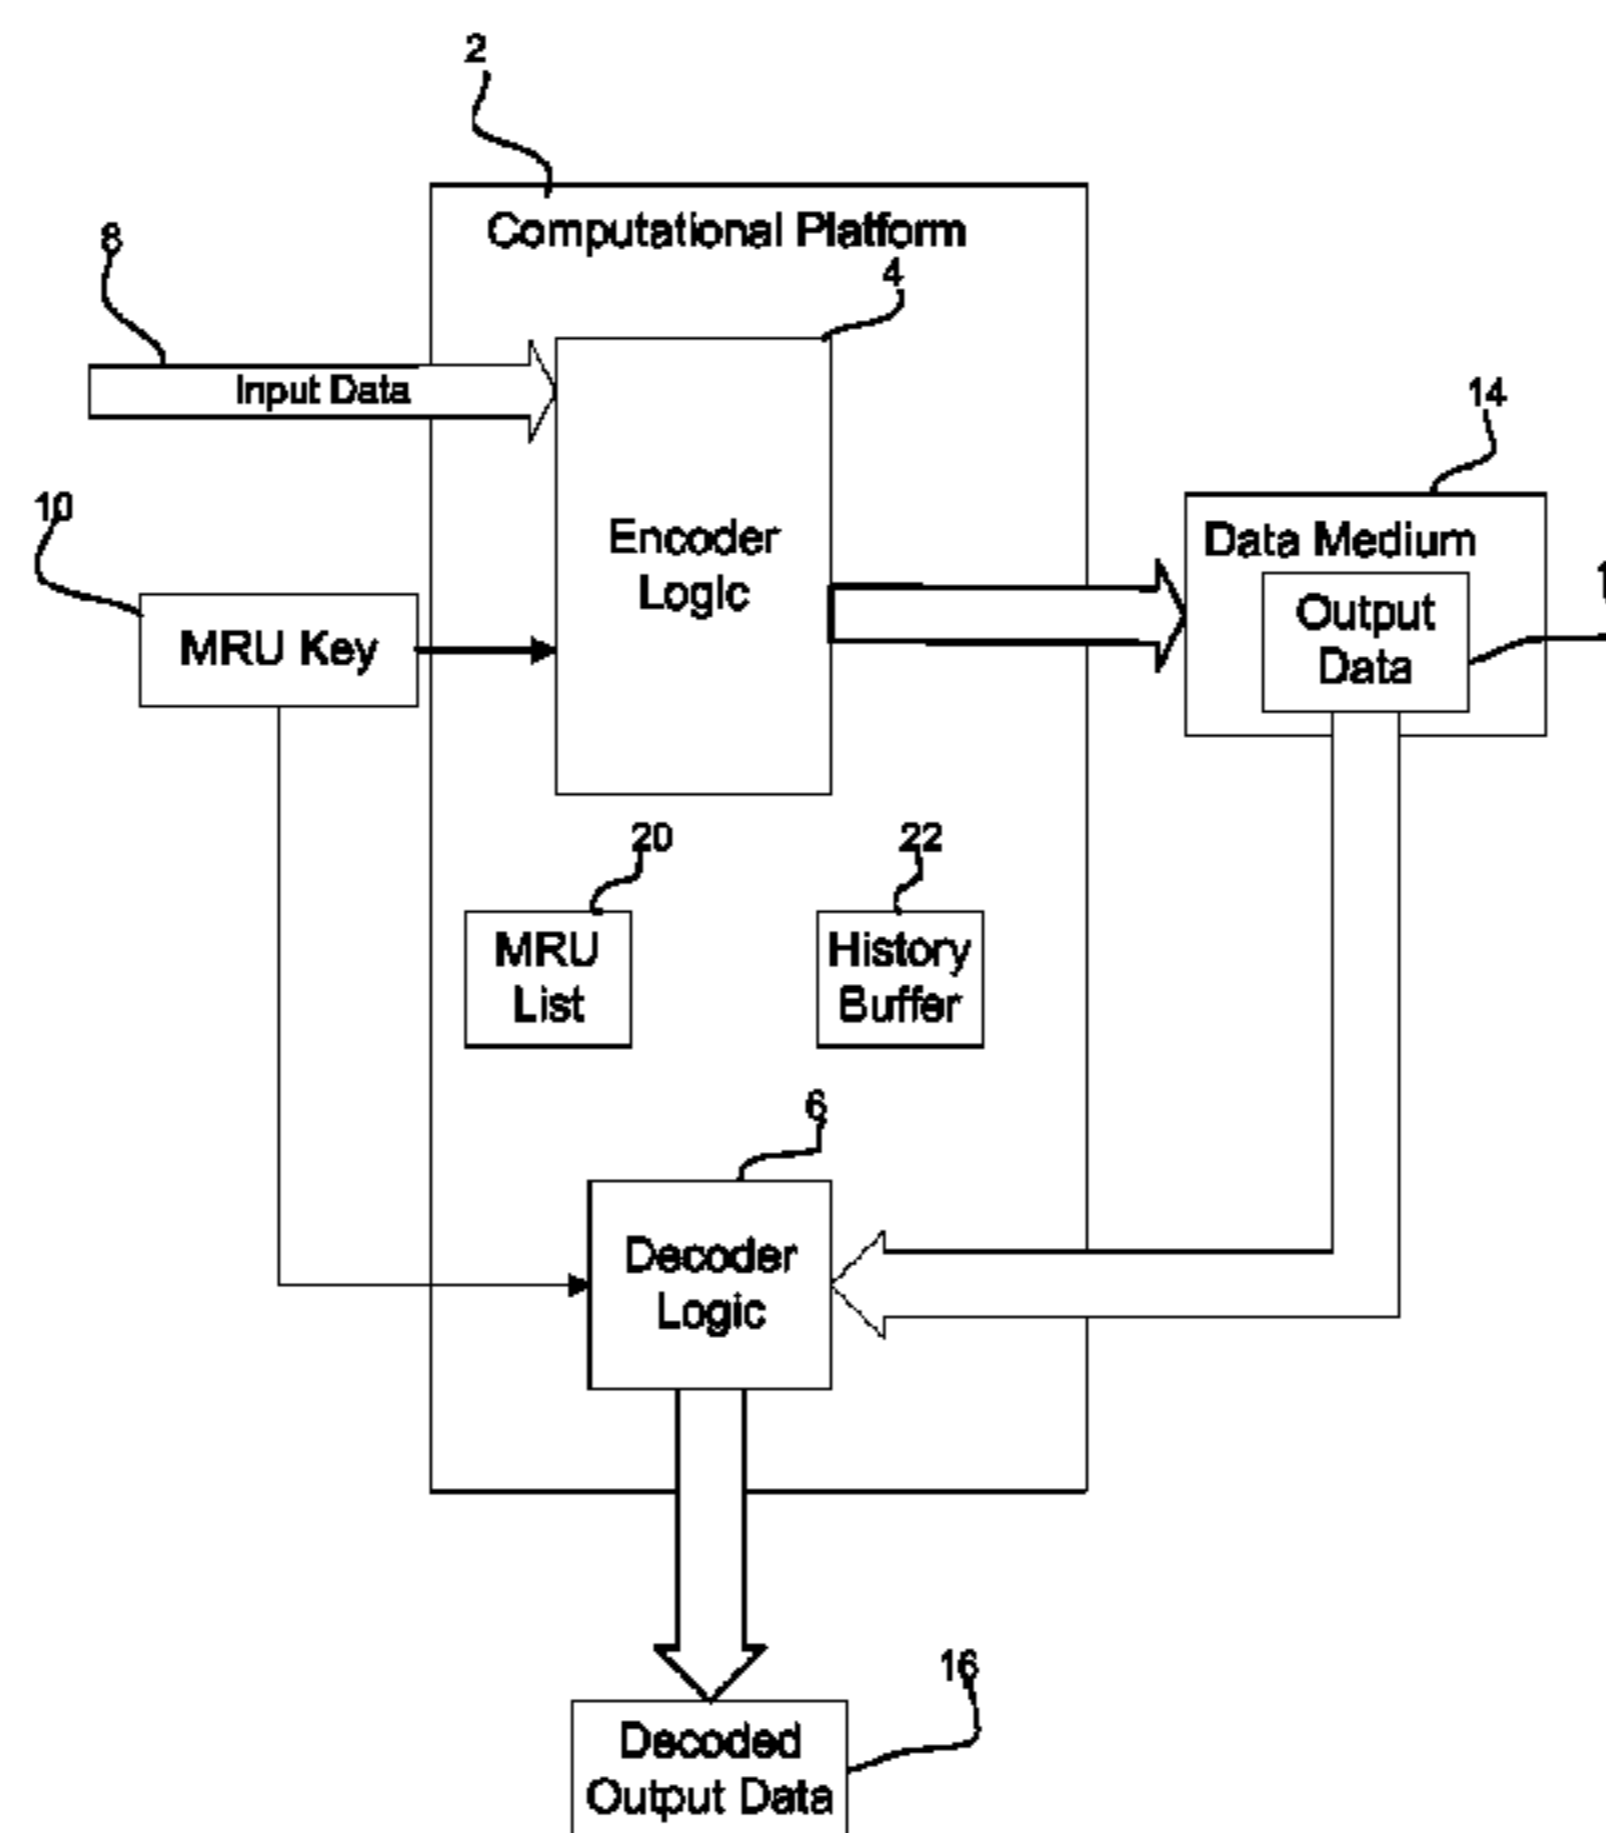 2
Computational Platform
8
4
Input Data
14
10
Encoder
Logic
Data Medium
Output
Data
MRU Key
20
22
MRU
List
History
Buffer
6
Decoder
Logic
16
Decoded
Output Data